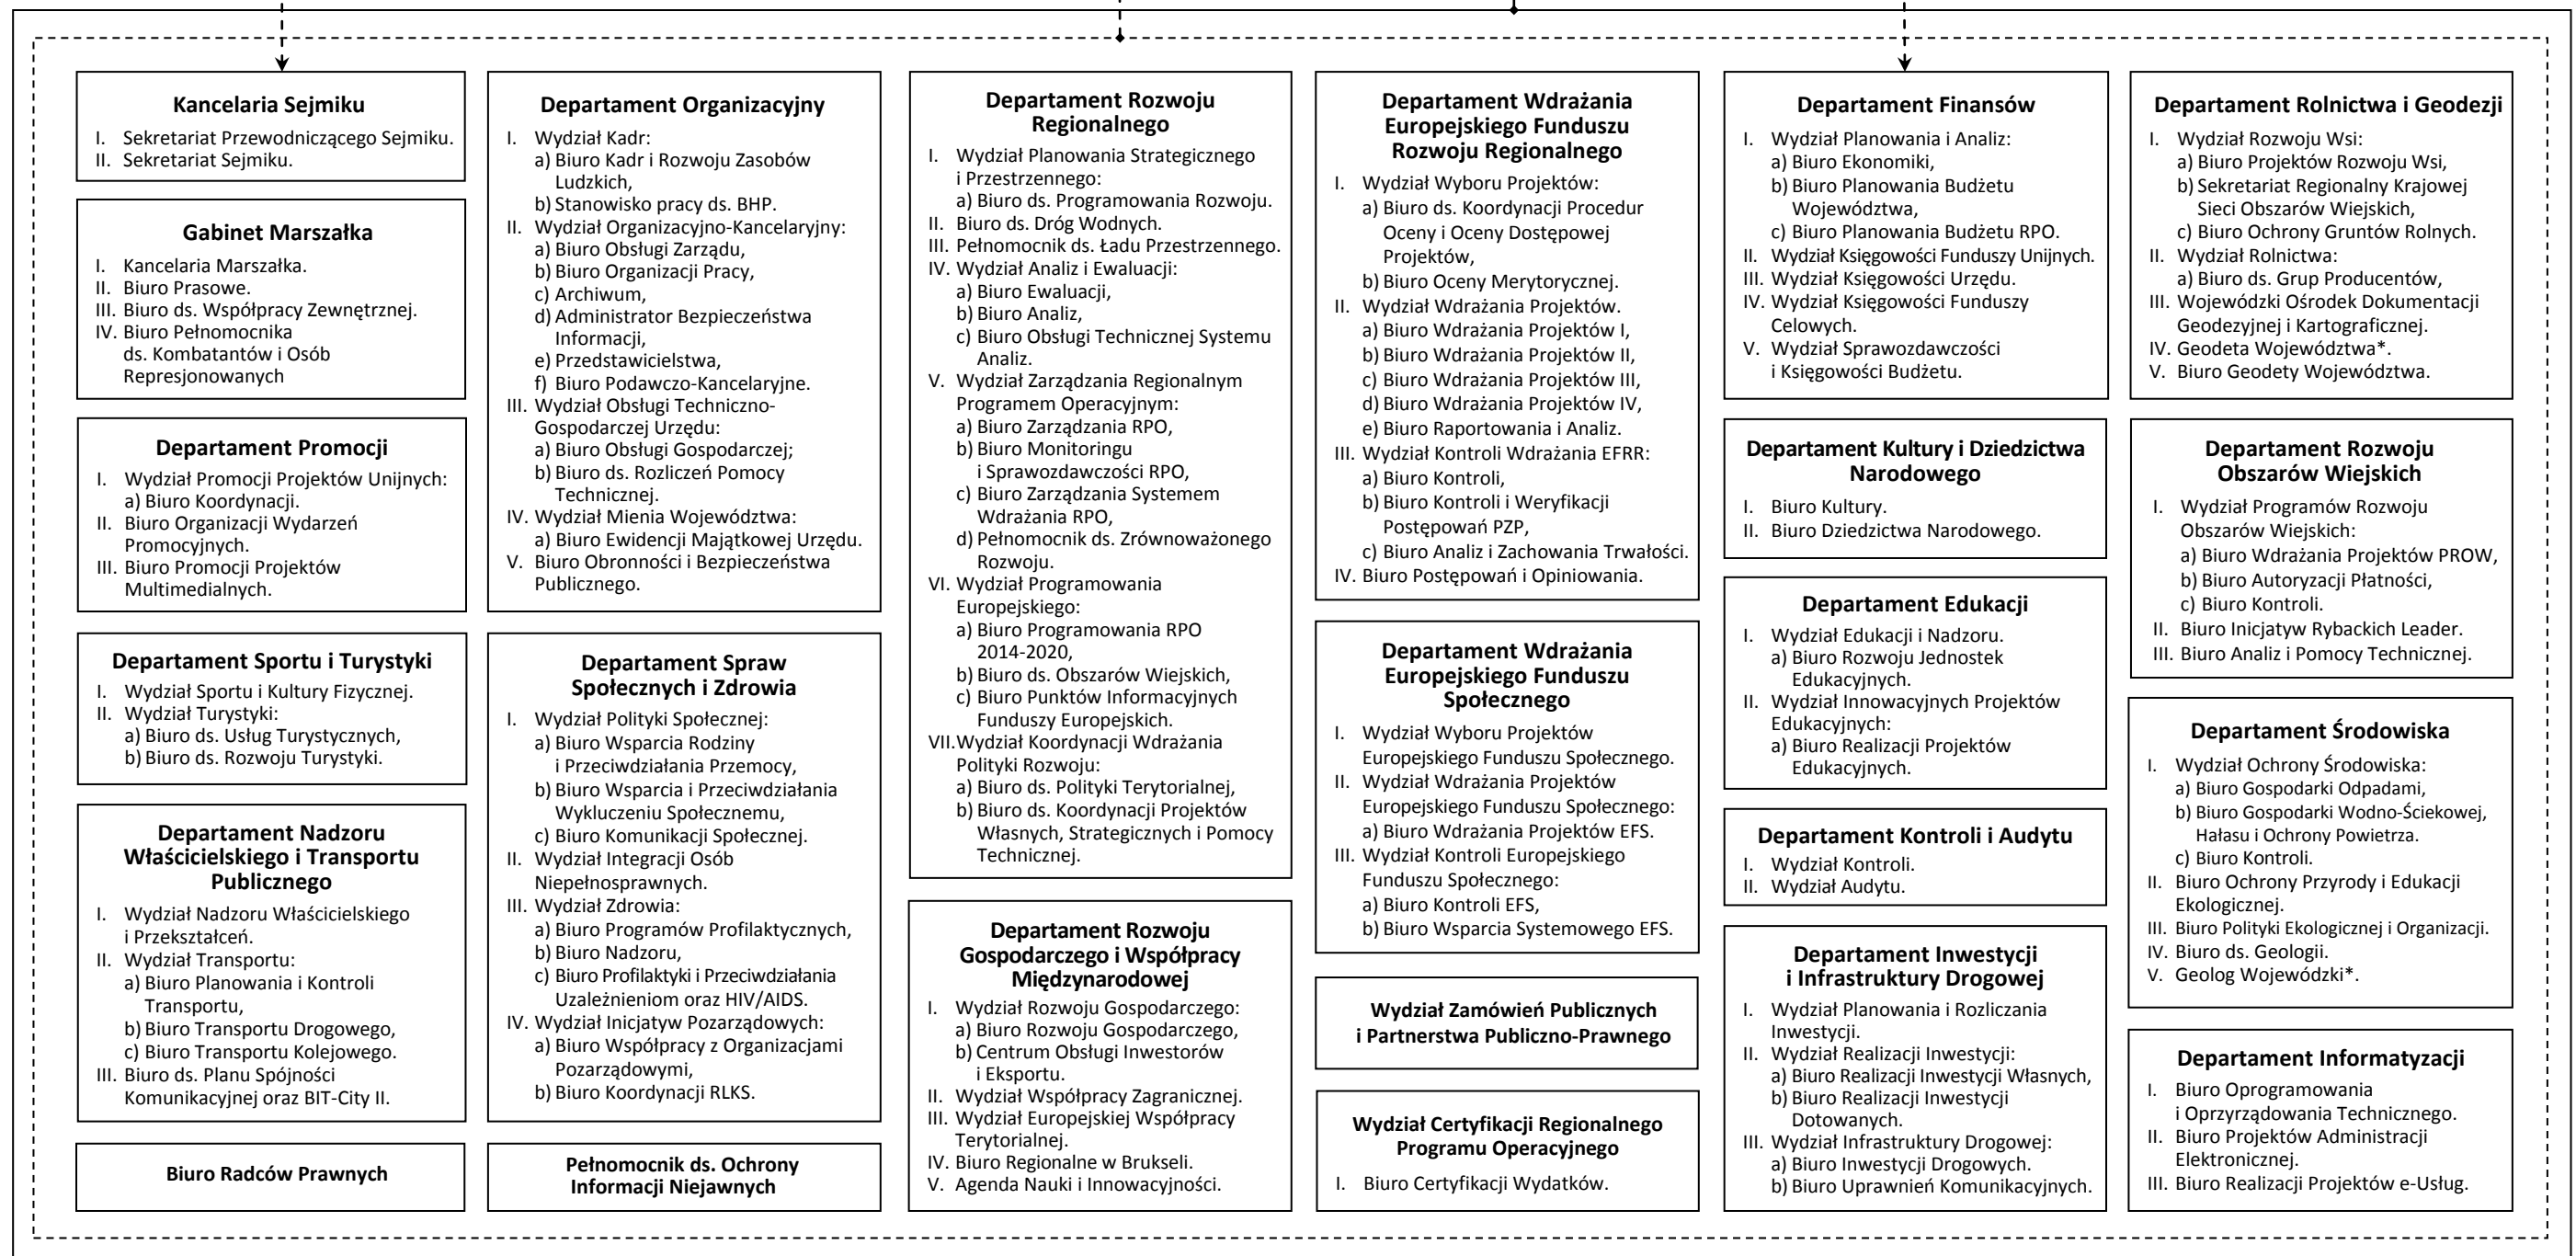 Kancelaria Sejmiku
I. Sekretariat Przewodniczącego Sejmiku.
II. Sekretariat Sejmiku.
Gabinet Marszałka
I. Kancelaria Marszałka.
II. Biuro Prasowe.
III. Biuro ds. Współpracy Zewnętrznej.
IV. Biuro Pełnomocnika
ds. Kombatantów i Osób
Represjonowanych
Departament Promocji
I. Wydział Promocji Projektów Unijnych:
a) Biuro Koordynacji.
II. Biuro Organizacji Wydarzeń
Promocyjnych.
III. Biuro Promocji Projektów
Multimedialnych.
Departament Sportu i Turystyki
I. Wydział Sportu i Kultury Fizycznej.
II. Wydział Turystyki:
a) Biuro ds. Usług Turystycznych,
b) Biuro ds. Rozwoju Turystyki.
Departament Nadzoru
Właścicielskiego i Transportu
Publicznego
I. Wydział Nadzoru Właścicielskiego
i Przekształceń.
II. Wydział Transportu:
a) Biuro Planowania i Kontroli
Transportu,
b) Biuro Transportu Drogowego,
c) Biuro Transportu Kolejowego.
III. Biuro ds. Planu Spójności
Komunikacyjnej oraz BIT-City II.
Biuro Radców Prawnych
Departament Organizacyjny
I. Wydział Kadr:
a) Biuro Kadr i Rozwoju Zasobów
Ludzkich,
b) Stanowisko pracy ds. BHP.
II. Wydział Organizacyjno-Kancelaryjny:
a) Biuro Obsługi Zarządu,
b) Biuro Organizacji Pracy,
c) Archiwum,
d) Administrator Bezpieczeństwa
Informacji,
e) Przedstawicielstwa,
f) Biuro Podawczo-Kancelaryjne.
III. Wydział Obsługi Techniczno-
Gospodarczej Urzędu:
a) Biuro Obsługi Gospodarczej;
b) Biuro ds. Rozliczeń Pomocy
Technicznej.
IV. Wydział Mienia Województwa:
a) Biuro Ewidencji Majątkowej Urzędu.
V. Biuro Obronności i Bezpieczeństwa
Publicznego.
Departament Spraw
Społecznych i Zdrowia
I. Wydział Polityki Społecznej:
a) Biuro Wsparcia Rodziny
i Przeciwdziałania Przemocy,
b) Biuro Wsparcia i Przeciwdziałania
Wykluczeniu Społecznemu,
c) Biuro Komunikacji Społecznej.
II. Wydział Integracji Osób
Niepełnosprawnych.
III. Wydział Zdrowia:
a) Biuro Programów Profilaktycznych,
b) Biuro Nadzoru,
c) Biuro Profilaktyki i Przeciwdziałania
Uzależnieniom oraz HIV/AIDS.
IV. Wydział Inicjatyw Pozarządowych:
a) Biuro Współpracy z Organizacjami
Pozarządowymi,
b) Biuro Koordynacji RLKS.
Pełnomocnik ds. Ochrony
Informacji Niejawnych
Departament Rozwoju
Regionalnego
I. Wydział Planowania Strategicznego
i Przestrzennego:
a) Biuro ds. Programowania Rozwoju.
II. Biuro ds. Dróg Wodnych.
III. Pełnomocnik ds. Ładu Przestrzennego.
IV. Wydział Analiz i Ewaluacji:
a) Biuro Ewaluacji,
b) Biuro Analiz,
c) Biuro Obsługi Technicznej Systemu
Analiz.
V. Wydział Zarządzania Regionalnym
Programem Operacyjnym:
a) Biuro Zarządzania RPO,
b) Biuro Monitoringu
i Sprawozdawczości RPO,
c) Biuro Zarządzania Systemem
Wdrażania RPO,
d) Pełnomocnik ds. Zrównoważonego
Rozwoju.
VI. Wydział Programowania
Europejskiego:
a) Biuro Programowania RPO
2014-2020,
b) Biuro ds. Obszarów Wiejskich,
c) Biuro Punktów Informacyjnych
Funduszy Europejskich.
VII. Wydział Koordynacji Wdrażania
Polityki Rozwoju:
a) Biuro ds. Polityki Terytorialnej,
b) Biuro ds. Koordynacji Projektów
Własnych, Strategicznych i Pomocy
Technicznej.
Departament Rozwoju
Gospodarczego i Współpracy
Międzynarodowej
I. Wydział Rozwoju Gospodarczego:
a) Biuro Rozwoju Gospodarczego,
b) Centrum Obsługi Inwestorów
i Eksportu.
II. Wydział Współpracy Zagranicznej.
III. Wydział Europejskiej Współpracy
Terytorialnej.
IV. Biuro Regionalne w Brukseli.
V. Agenda Nauki i Innowacyjności.
Departament Wdrażania
Europejskiego Funduszu
Rozwoju Regionalnego
I. Wydział Wyboru Projektów:
a) Biuro ds. Koordynacji Procedur
Oceny i Oceny Dostępowej
Projektów,
b) Biuro Oceny Merytorycznej.
II. Wydział Wdrażania Projektów.
a) Biuro Wdrażania Projektów I,
b) Biuro Wdrażania Projektów II,
c) Biuro Wdrażania Projektów III,
d) Biuro Wdrażania Projektów IV,
e) Biuro Raportowania i Analiz.
III. Wydział Kontroli Wdrażania EFRR:
a) Biuro Kontroli,
b) Biuro Kontroli i Weryfikacji
Postępowań PZP,
c) Biuro Analiz i Zachowania Trwałości.
IV. Biuro Postępowań i Opiniowania.
Departament Wdrażania
Europejskiego Funduszu
Społecznego
I. Wydział Wyboru Projektów
Europejskiego Funduszu Społecznego.
II. Wydział Wdrażania Projektów
Europejskiego Funduszu Społecznego:
a) Biuro Wdrażania Projektów EFS.
III. Wydział Kontroli Europejskiego
Funduszu Społecznego:
a) Biuro Kontroli EFS,
b) Biuro Wsparcia Systemowego EFS.
Wydział Zamówień Publicznych
i Partnerstwa Publiczno-Prawnego
Wydział Certyfikacji Regionalnego
Programu Operacyjnego
I. Biuro Certyfikacji Wydatków.
Departament Finansów
I. Wydział Planowania i Analiz:
a) Biuro Ekonomiki,
b) Biuro Planowania Budżetu
Województwa,
c) Biuro Planowania Budżetu RPO.
II. Wydział Księgowości Funduszy Unijnych.
III. Wydział Księgowości Urzędu.
IV. Wydział Księgowości Funduszy
Celowych.
V. Wydział Sprawozdawczości
i Księgowości Budżetu.
Departament Kultury i Dziedzictwa
Narodowego
I. Biuro Kultury.
II. Biuro Dziedzictwa Narodowego.
Departament Edukacji
I. Wydział Edukacji i Nadzoru.
a) Biuro Rozwoju Jednostek
Edukacyjnych.
II. Wydział Innowacyjnych Projektów
Edukacyjnych:
a) Biuro Realizacji Projektów
Edukacyjnych.
Departament Kontroli i Audytu
I. Wydział Kontroli.
II. Wydział Audytu.
Departament Inwestycji
i Infrastruktury Drogowej
I. Wydział Planowania i Rozliczania
Inwestycji.
II. Wydział Realizacji Inwestycji:
a) Biuro Realizacji Inwestycji Własnych,
b) Biuro Realizacji Inwestycji
Dotowanych.
III. Wydział Infrastruktury Drogowej:
a) Biuro Inwestycji Drogowych.
b) Biuro Uprawnień Komunikacyjnych.
Departament Rolnictwa i Geodezji
I. Wydział Rozwoju Wsi:
a) Biuro Projektów Rozwoju Wsi,
b) Sekretariat Regionalny Krajowej
Sieci Obszarów Wiejskich,
c) Biuro Ochrony Gruntów Rolnych.
II. Wydział Rolnictwa:
a) Biuro ds. Grup Producentów,
III. Wojewódzki Ośrodek Dokumentacji
Geodezyjnej i Kartograficznej.
IV. Geodeta Województwa*.
V. Biuro Geodety Województwa.
Departament Rozwoju
Obszarów Wiejskich
I. Wydział Programów Rozwoju
Obszarów Wiejskich:
a) Biuro Wdrażania Projektów PROW,
b) Biuro Autoryzacji Płatności,
c) Biuro Kontroli.
II. Biuro Inicjatyw Rybackich Leader.
III. Biuro Analiz i Pomocy Technicznej.
Departament Środowiska
I. Wydział Ochrony Środowiska:
a) Biuro Gospodarki Odpadami,
b) Biuro Gospodarki Wodno-Ściekowej,
Hałasu i Ochrony Powietrza.
c) Biuro Kontroli.
II. Biuro Ochrony Przyrody i Edukacji
Ekologicznej.
III. Biuro Polityki Ekologicznej i Organizacji.
IV. Biuro ds. Geologii.
V. Geolog Wojewódzki*.
Departament Informatyzacji
I. Biuro Oprogramowania
i Oprzyrządowania Technicznego.
II. Biuro Projektów Administracji
Elektronicznej.
III. Biuro Realizacji Projektów e-Usług.